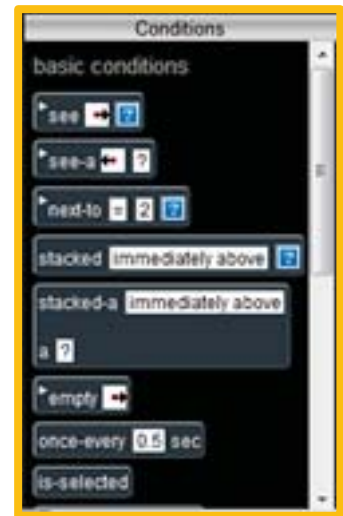 Conditions
basic conditions
see ?
see-a ?
next-to = 2 ?
stacked immediately above ?
stacked-a immediately above
a ?
empty
once-every 0.5 sec
is-selected